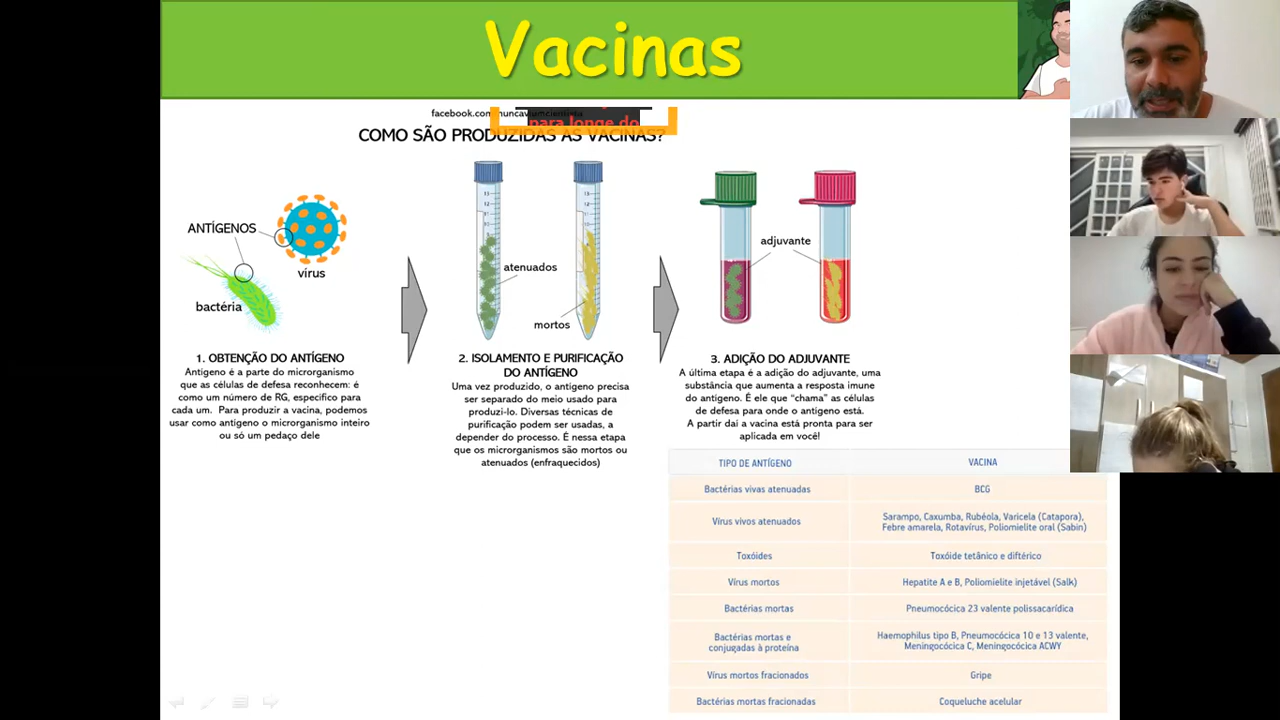 Vacinas
facebook.com/nuncavi
para longe do
COMO SÃO PRODUZIDAS AS VACINAS?
ANTÍGENOS
vírus
bactéria
atenuados
mortos
adjuvante
1. OBTENÇÃO DO ANTÍGENO
Antígeno é a parte do microrganismo
que as células de defesa reconhecem: é
como um número de RG, especifico para
cada um. Para produzir a vacina, podemos
usar como antígeno o microrganismo inteiro
ou só um pedaço dele
2. ISOLAMENTO E PURIFICAÇÃO
DO ANTÍGENO
Uma vez produzido, o antígeno precisa
ser separado do meio usado para
produzi-lo. Diversas técnicas de
purificação podem ser usadas, a
depender do processo. É nessa etapa
que os microrganismos são mortos ou
atenuados (enfraquecidos)
3. ADIÇÃO DO ADJUVANTE
A última etapa é a adição do adjuvante, uma
substância que aumenta a resposta imune
do antígeno. É ele que “chama” as células
de defesa para onde o antígeno está.
A partir daí a vacina está pronta para ser
aplicada em você!
TIPO DE ANTÍGENO VACINA
Bactérias vivas atenuadas BCG
Vírus vivos atenuados Sarampo, Caxumba, Rubéola, Varicela (Catapora),
Febre amarela, Rotavírus, Poliomielite oral (Sabin)
Toxóides Toxóide tetânico e diftérico
Vírus mortos Hepatite A e B, Poliomielite injetável (Salk)
Bactérias mortas Pneumocócica 23 valente polissacarídica
Bactérias mortas e
conjugadas à proteína
Haemophilus tipo B, Pneumocócica 10 e 13 valente,
Meningocócica C, Meningocócica ACWY
Vírus mortos fracionados Gripe
Bactérias mortas fracionadas Coqueluche acelular